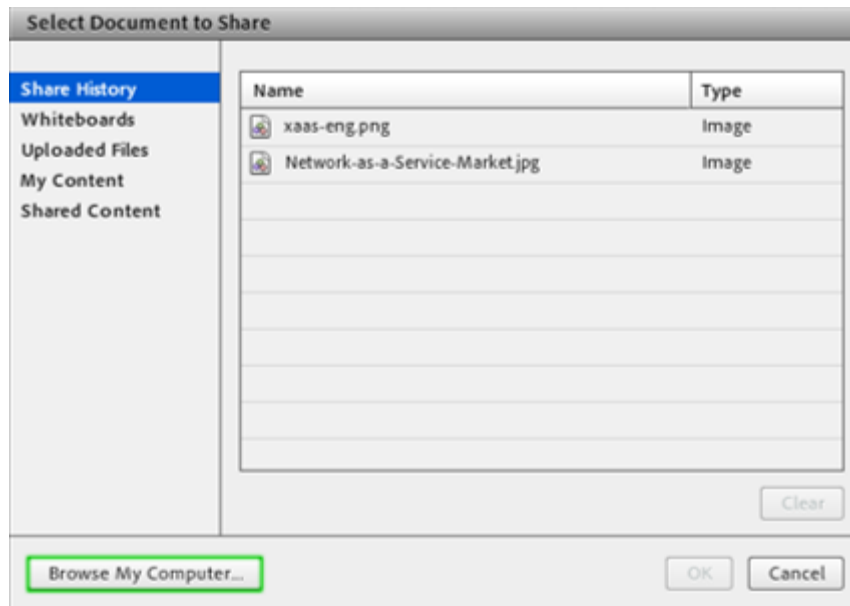 Select Document to Share
Share History
Whiteboards
Uploaded Files
My Content
Shared Content
Name Type
xaas-eng.png Image
Network-as-a-Service-Market.jpg Image
Clear
Browse My Computer... OK Cancel